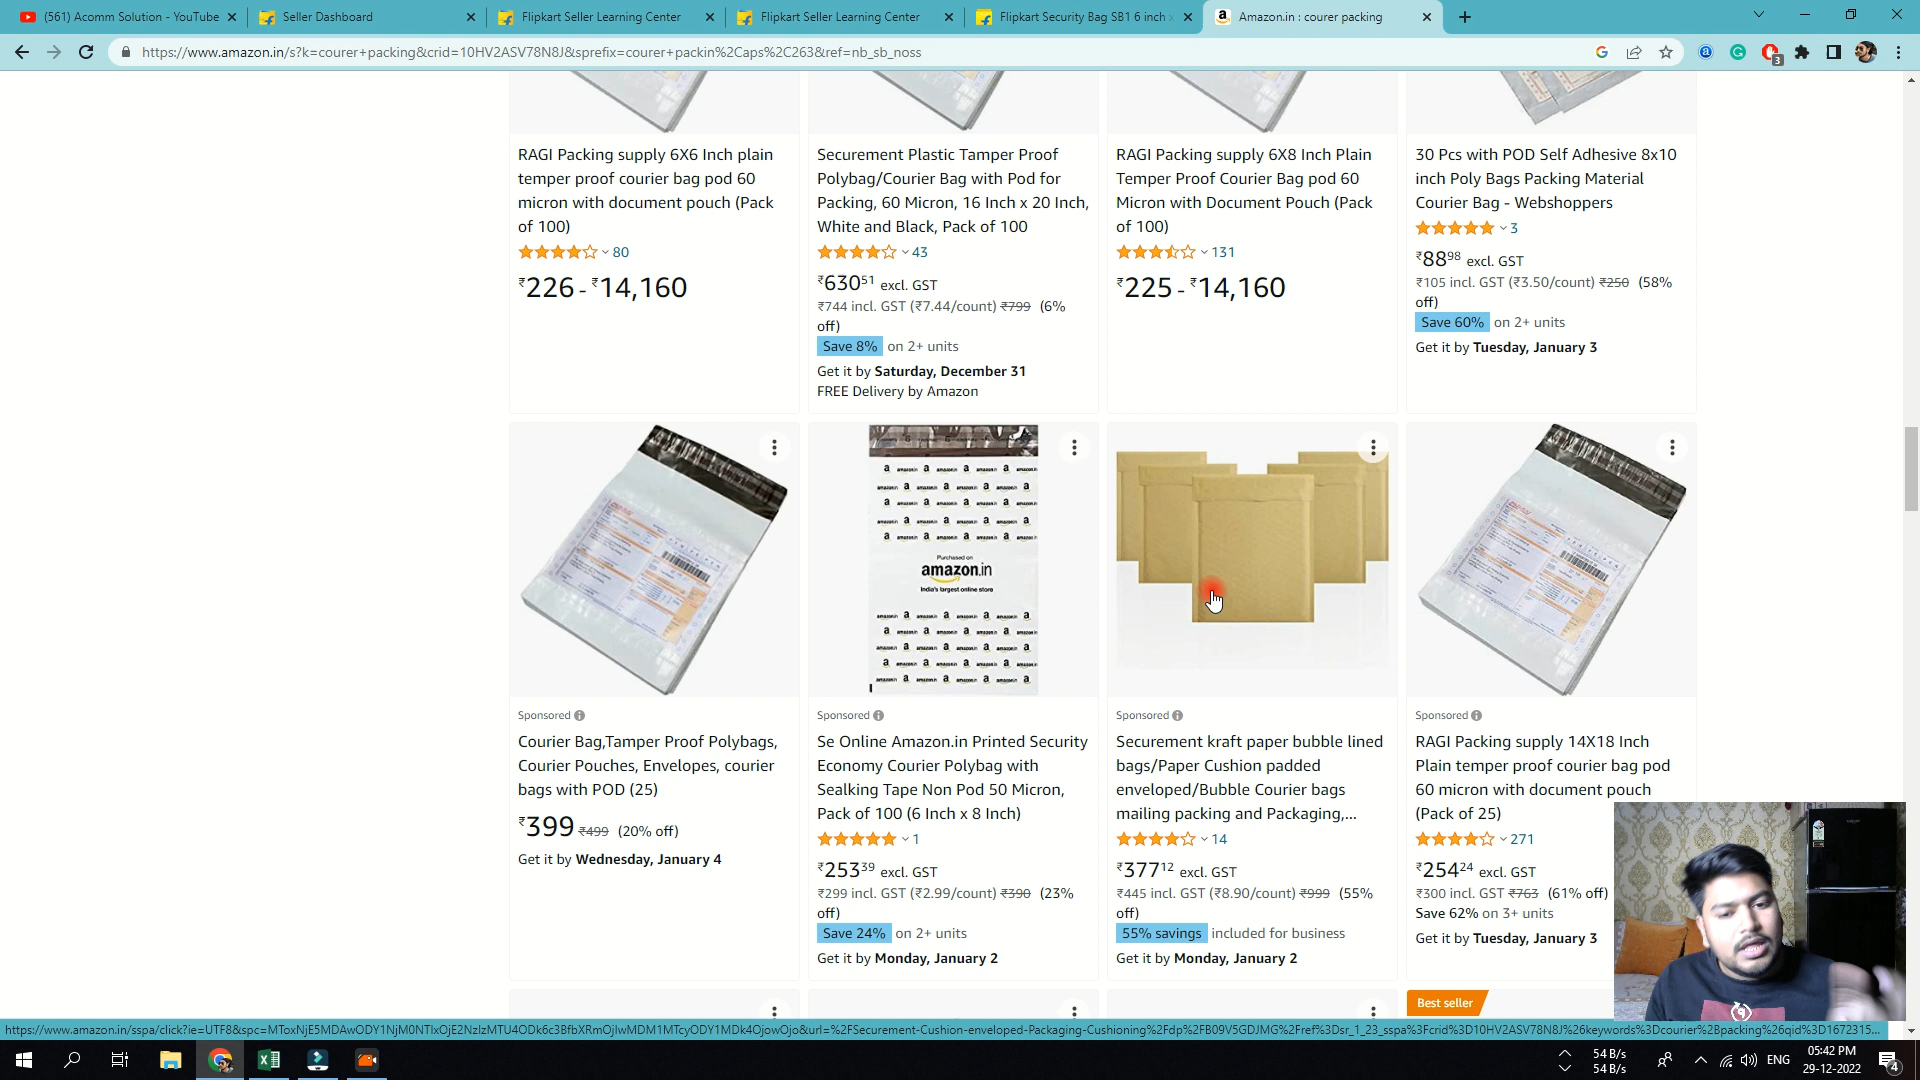 (561) Acomm Solution - YouTube
Seller Dashboard
Flipkart Seller Learning Center
Flipkart Seller Learning Center
Flipkart Security Bag SB1 6 inch
Amazon.in : courer packing
https://www.amazon.in/s?k=courer+packing&crid=10HV2ASV78N8J&sprefix=courer+packin%2Caps%2C263&ref=nb_sb_noss
3
RAGI Packing supply 6X6 Inch plain
temper proof courier bag pod 60
micron with document pouch (Pack
of 100)
80
₹226 - ₹14,160
Securement Plastic Tamper Proof
Polybag/Courier Bag with Pod for
Packing, 60 Micron, 16 Inch x 20 Inch,
White and Black, Pack of 100
43
₹630⁵¹ excl. GST
₹744 incl. GST (₹7.44/count) ₹799 (6%
off)
Save 8% on 2+ units
Get it by Saturday, December 31
FREE Delivery by Amazon
RAGI Packing supply 6X8 Inch Plain
Temper Proof Courier Bag pod 60
Micron with Document Pouch (Pack
of 100)
131
₹225 - ₹14,160
30 Pcs with POD Self Adhesive 8x10
inch Poly Bags Packing Material
Courier Bag - Webshoppers
3
₹88⁹⁸ excl. GST
₹105 incl. GST (₹3.50/count) ₹250 (58%
off)
Save 60% on 2+ units
Get it by Tuesday, January 3
Purchased on
amazon.in
India's largest online store
Sponsored
Courier Bag,Tamper Proof Polybags,
Courier Pouches, Envelopes, courier
bags with POD (25)
₹399 ₹499 (20% off)
Get it by Wednesday, January 4
Sponsored
Se Online Amazon.in Printed Security
Economy Courier Polybag with
Sealking Tape Non Pod 50 Micron,
Pack of 100 (6 Inch x 8 Inch)
1
₹253³⁹ excl. GST
₹299 incl. GST (₹2.99/count) ₹390 (23%
off)
Save 24% on 2+ units
Get it by Monday, January 2
Sponsored
Securement kraft paper bubble lined
bags/Paper Cushion padded
enveloped/Bubble Courier bags
mailing packing and Packaging,...
14
₹377¹² excl. GST
₹445 incl. GST (₹8.90/count) ₹999 (55%
off)
55% savings included for business
Get it by Monday, January 2
Sponsored
RAGI Packing supply 14X18 Inch
Plain temper proof courier bag pod
60 micron with document pouch
(Pack of 25)
271
₹254²⁴ excl. GST
₹300 incl. GST ₹763 (61% off)
Save 62% on 3+ units
Get it by Tuesday, January 3
Best seller
54 B/s
54 B/s
ENG
05:42 PM
29-12-2022
4